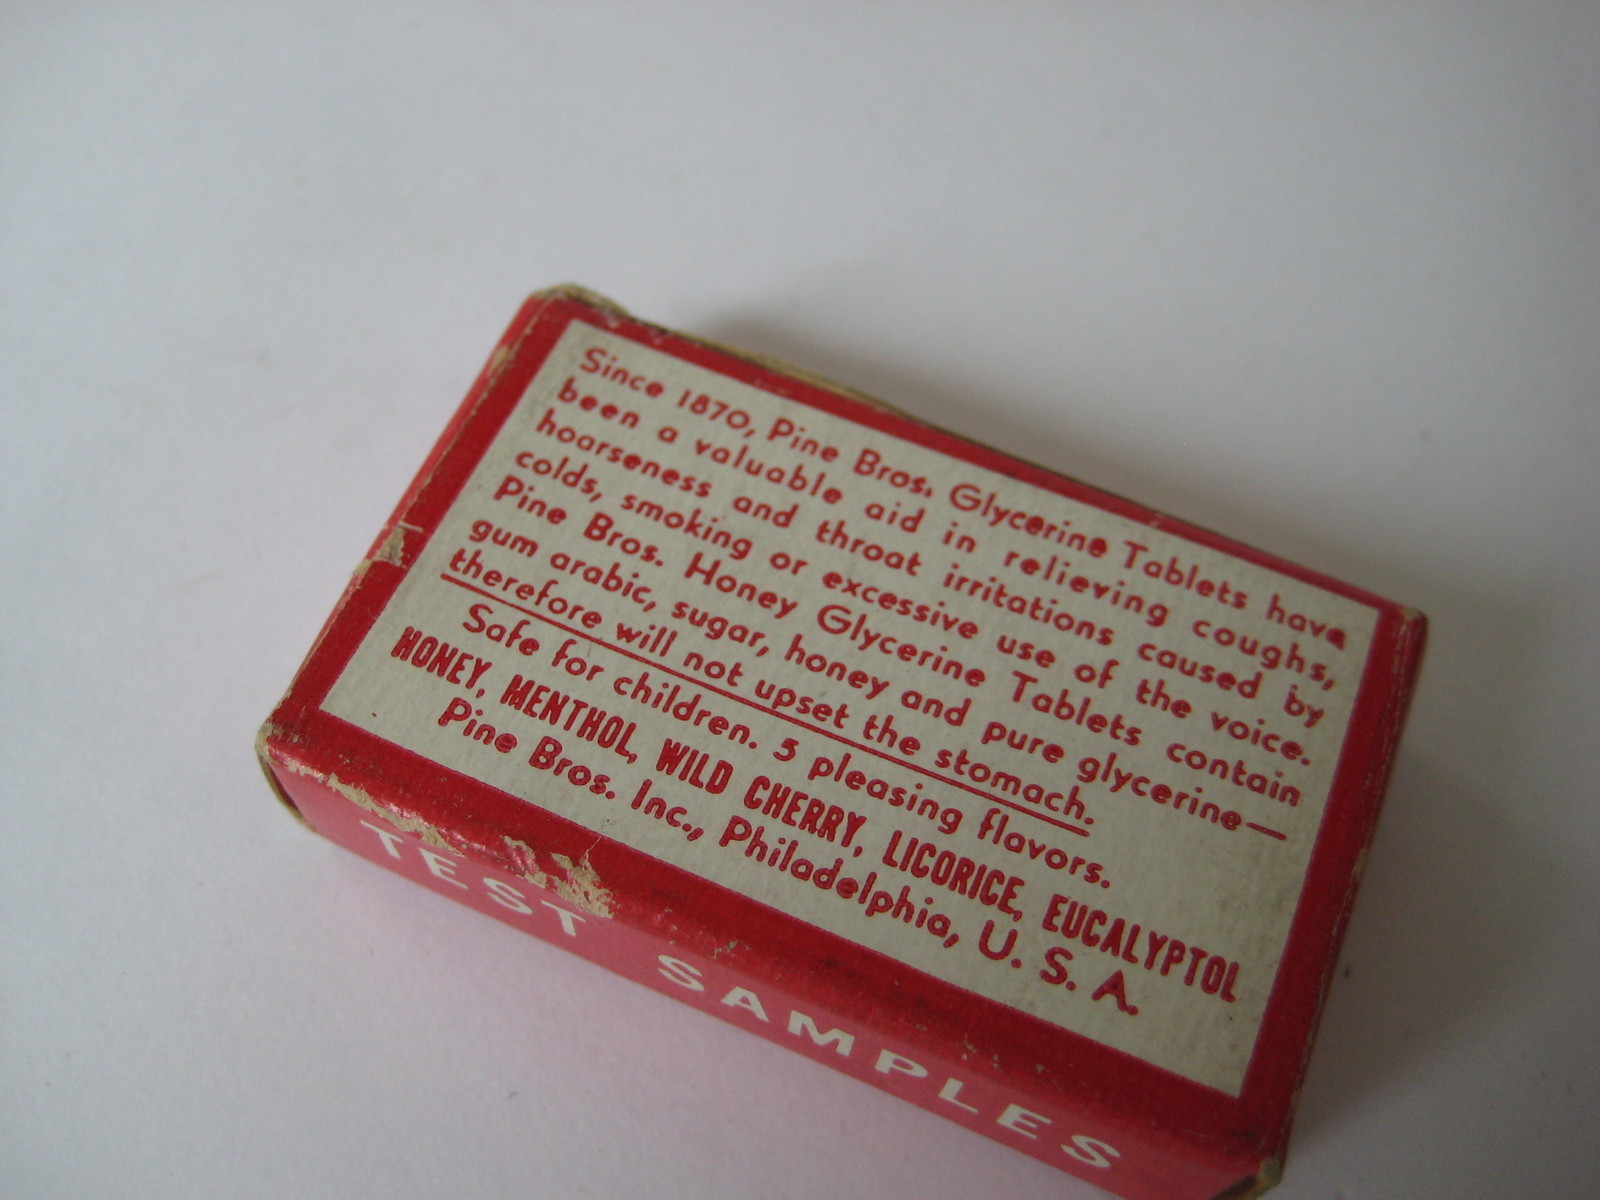 Since 1870, Pine Bros. Glycerine Tablets have
been a valuable aid in relieving coughs,
hoarseness and throat irritations caused by
colds, smoking or excessive use of the voice.
Pine Bros. Honey Glycerine Tablets contain
gum arabic, sugar, honey and pure glycerine—
therefore will not upset the stomach.
Safe for children. 5 pleasing flavors.
HONEY, MENTHOL, WILD CHERRY, LICORICE, EUCALYPTOL
Pine Bros. Inc., Philadelphia, U. S. A.
TEST SAMPLES